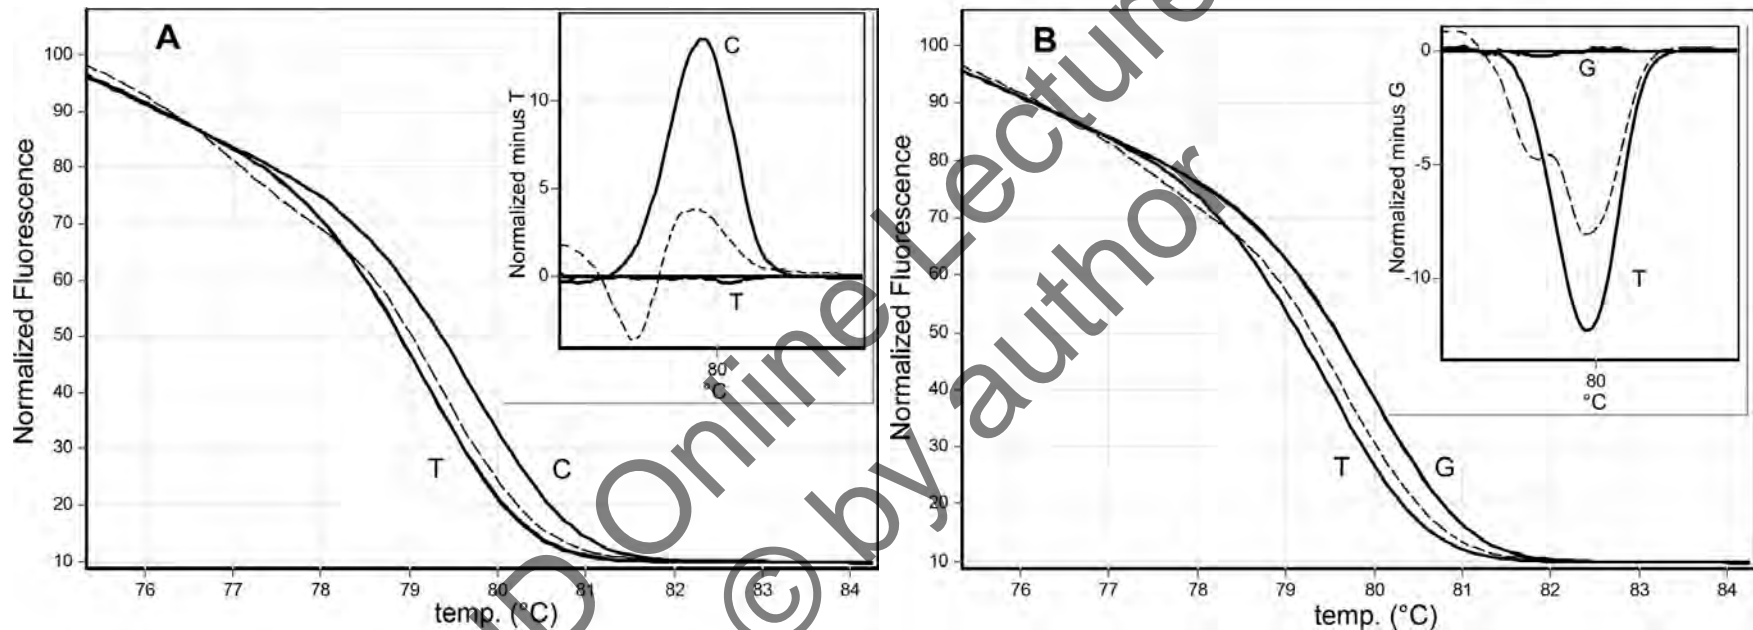 A
Normalized Fluorescence
100
90
80
70
60
50
40
30
20
10
76
77
78
79
80
81
82
83
84
temp. (°C)
T
C
Normalized minus T
10
5
0
C
T
80
°C
B
Normalized Fluorescence
100
90
80
70
60
50
40
30
20
10
76
77
78
79
80
81
82
83
84
temp. (°C)
T
G
Normalized minus G
0
-5
-10
G
T
80
°C
D Online Lecture
© by author